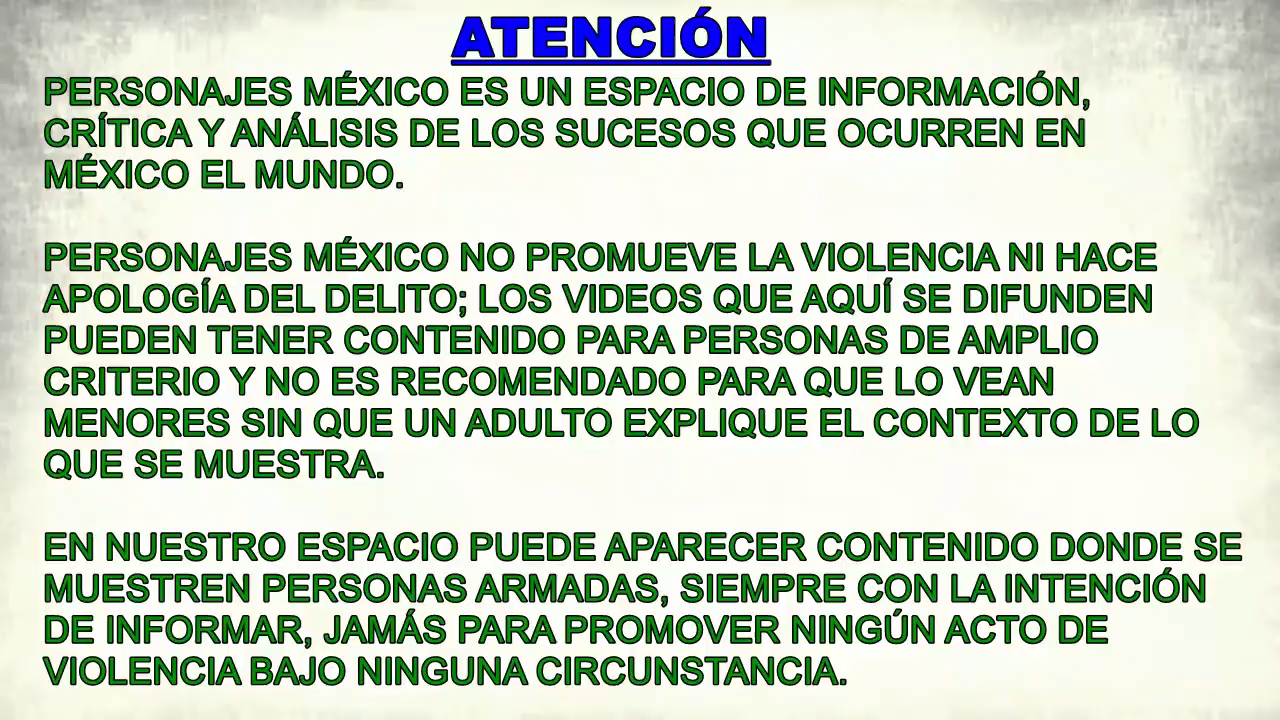 ATENCIÓN
PERSONAJES MÉXICO ES UN ESPACIO DE INFORMACIÓN,
CRÍTICA Y ANÁLISIS DE LOS SUCESOS QUE OCURREN EN
MÉXICO EL MUNDO.
PERSONAJES MÉXICO NO PROMUEVE LA VIOLENCIA NI HACE
APOLOGÍA DEL DELITO; LOS VIDEOS QUE AQUÍ SE DIFUNDEN
PUEDEN TENER CONTENIDO PARA PERSONAS DE AMPLIO
CRITERIO Y NO ES RECOMENDADO PARA QUE LO VEAN
MENORES SIN QUE UN ADULTO EXPLIQUE EL CONTEXTO DE LO
QUE SE MUESTRA.
EN NUESTRO ESPACIO PUEDE APARECER CONTENIDO DONDE SE
MUESTREN PERSONAS ARMADAS, SIEMPRE CON LA INTENCIÓN
DE INFORMAR, JAMÁS PARA PROMOVER NINGÚN ACTO DE
VIOLENCIA BAJO NINGUNA CIRCUNSTANCIA.